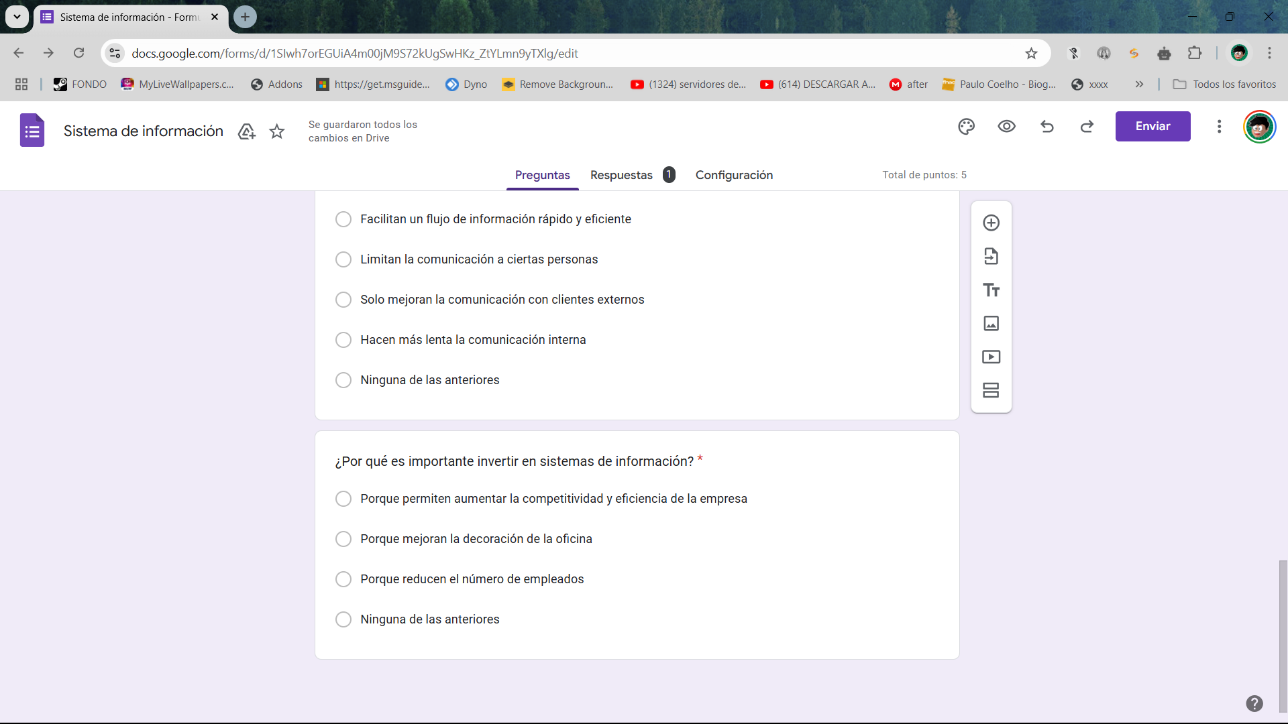 Sistema de información - Form
docs.google.com/forms/d/1SIwh7orEGUiA4m00jM9S72kUgSwHKz_ZtYLmn9yTXlg/edit
FONDO
MyLiveWallpapers.c...
Addons
https://get.msguide...
Dyno
Remove Backgroun...
(1324) servidores de...
(614) DESCARGAR A...
after
Paulo Coelho - Biog...
xxxx
Todos los favoritos
Sistema de información
Se guardaron todos los
cambios en Drive
Enviar
Preguntas
Respuestas 1
Configuración
Total de puntos: 5
Facilitan un flujo de información rápido y eficiente
Limitan la comunicación a ciertas personas
Solo mejoran la comunicación con clientes externos
Hacen más lenta la comunicación interna
Ninguna de las anteriores
¿Por qué es importante invertir en sistemas de información? *
Porque permiten aumentar la competitividad y eficiencia de la empresa
Porque mejoran la decoración de la oficina
Porque reducen el número de empleados
Ninguna de las anteriores